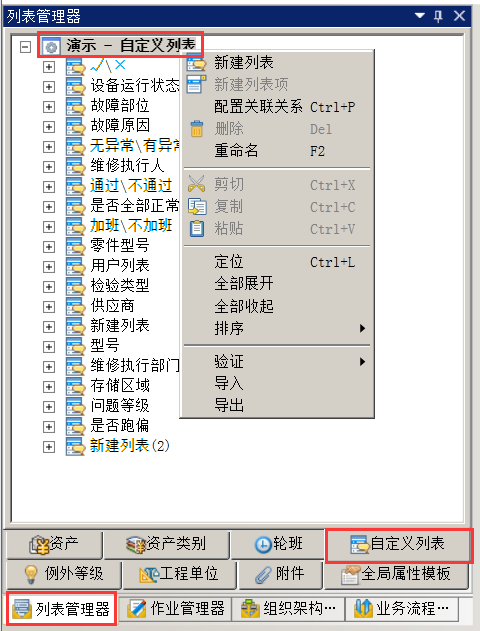 列表管理器
演示 - 自定义列表
✓\×
设备运行状态
故障部位
故障原因
无异常\有异常
维修执行人
通过\不通过
是否全部正常
加班\不加班
零件型号
用户列表
检验类型
供应商
新建列表
型号
维修执行部门
存储区域
问题等级
是否跑偏
新建列表(2)
新建列表
新建列表项
配置关联关系 Ctrl+P
删除 Del
重命名 F2
剪切 Ctrl+X
复制 Ctrl+C
粘贴 Ctrl+V
定位 Ctrl+L
全部展开
全部收起
排序
验证
导入
导出
资产 资产类别 轮班 自定义列表
例外等级 工程单位 附件 全局属性模板
列表管理器 作业管理器 组织架构… 业务流程…